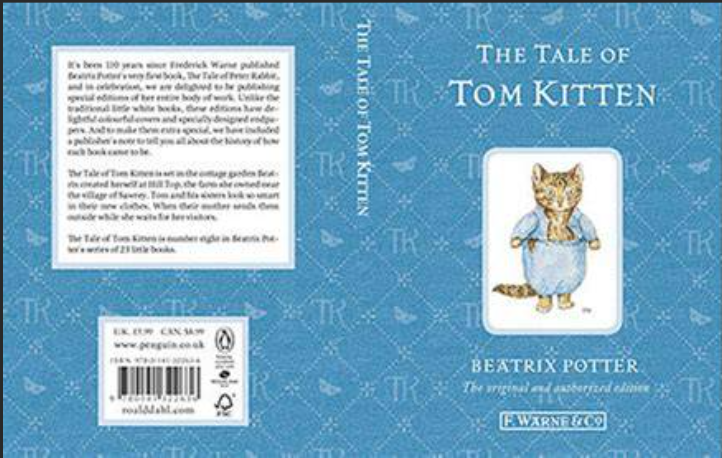 It's been 110 years since Frederick Warne published
Beatrix Potter's very first book, The Tale of Peter Rabbit,
and in celebration, we are delighted to be publishing
special editions of her entire body of work. Unlike the
traditional little white books, these editions have de-
lightful colourful covers and specially designed endpa-
pers. And to make them extra special, we have included
a publisher's note to tell you all about the history of how
each book came to be.
The Tale of Tom Kitten is set in the cottage garden Beat-
rix created herself at Hill Top, the farm she owned near
the village of Sawrey. Tom and his sisters look so smart
in their new clothes. When their mother sends them
outside while she waits for her visitors.
The Tale of Tom Kitten is number eight in Beatrix Pot-
ter's series of 23 little books.
U.K. £5.99 CAN. $8.99
www.penguin.co.uk
ISBN
roalddahl.com
FSC
THE TALE OF TOM KITTEN
THE TALE OF
TOM KITTEN
BEATRIX POTTER
The original and authorized edition
F. WARNE & Co
TK